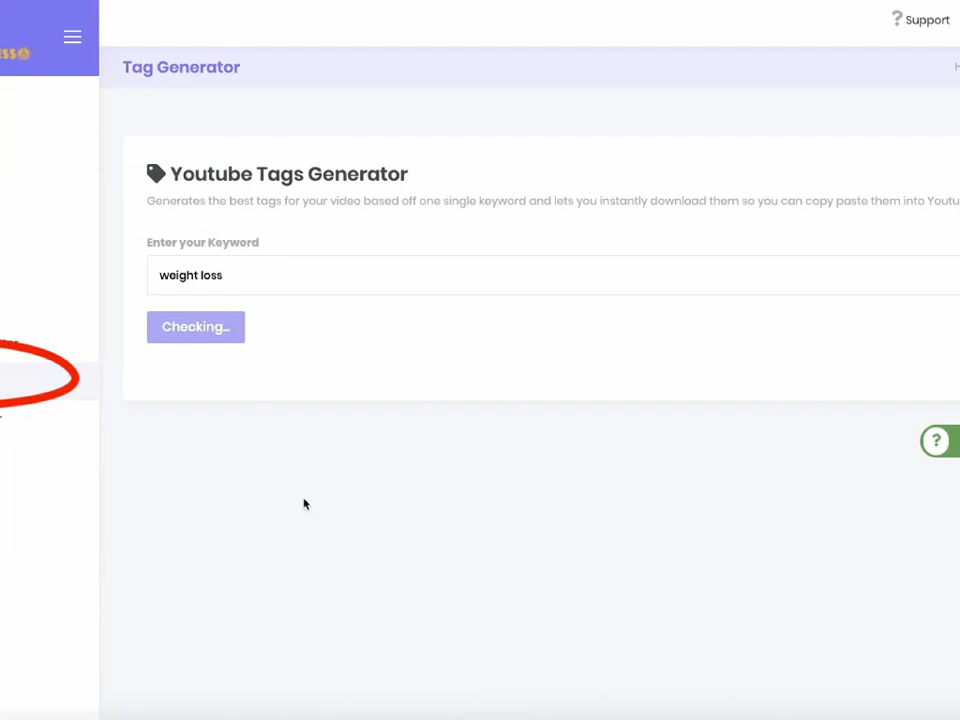 Support
Tag Generator
Youtube Tags Generator
Generates the best tags for your video based off one single keyword and lets you instantly download them so you can copy paste them into Youtu
Enter your Keyword
weight loss
Checking...
?